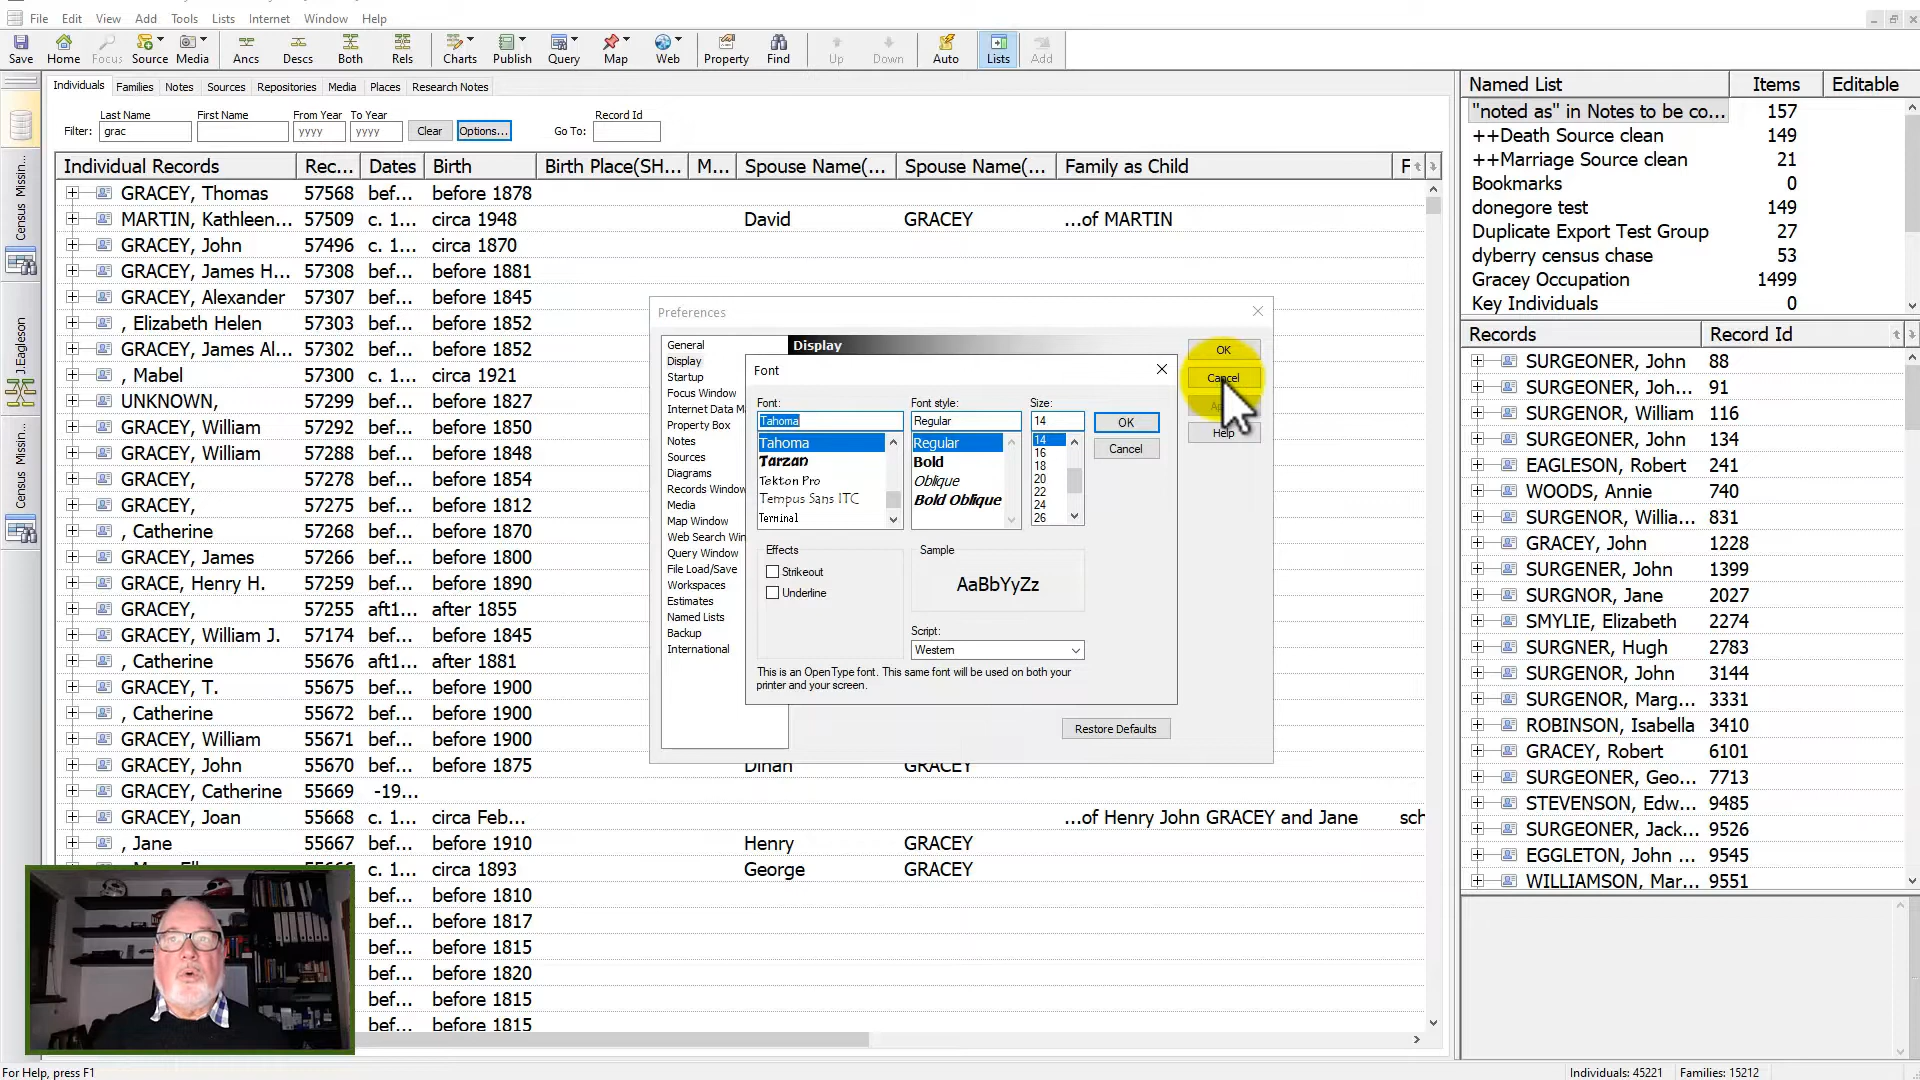 File Edit View Add Tools Lists Internet Window Help
Save Home Focus Source Media Ancs Descs Both Rels Charts Publish Query Map Web Property Find Up Down Auto Lists Add
Individuals Families Notes Sources Repositories Media Places Research Notes
Last Name First Name From Year To Year Record Id
Filter: grac yyyy yyyy Clear Options... Go To:
Individual Records Rec... Dates Birth Birth Place(SH... M... Spouse Name(... Spouse Name(... Family as Child F
GRACEY, Thomas 57568 bef... before 1878
MARTIN, Kathleen... 57509 c. 1... circa 1948 David GRACEY ...of MARTIN
GRACEY, John 57496 c. 1... circa 1870
GRACEY, James H... 57308 bef... before 1881
GRACEY, Alexander 57307 bef... before 1845
, Elizabeth Helen 57303 bef... before 1852
GRACEY, James Al... 57301 bef... before 1852
, Mabel 57300 c. 1... circa 1921
UNKNOWN, 57293 bef... before 1827
GRACEY, William 57292 bef... before 1850
GRACEY, William 57288 bef... before 1848
GRACEY, 57278 bef... before 1854
GRACEY, 57275 bef... before 1812
, Catherine 57268 bef... before 1870
GRACEY, James 57266 bef... before 1800
GRACE, Henry H. 57259 bef... before 1890
GRACEY, 57255 aft1... after 1855
GRACEY, William J. 57174 bef... before 1845
, Catherine 55676 aft1... after 1881
GRACEY, T. 55675 bef... before 1900
, Catherine 55672 bef... before 1900
GRACEY, William 55671 bef... before 1900
GRACEY, John 55670 bef... before 1875 Dinah GRACEY
GRACEY, Catherine 55669 -19...
GRACEY, Joan 55668 c. 1... circa Feb... ...of Henry John GRACEY and Jane sch
, Jane 55667 bef... before 1910 Henry GRACEY
55666 c. 1... circa 1893 George GRACEY
bef... before 1810
bef... before 1817
bef... before 1815
bef... before 1820
bef... before 1815
bef... before 1815
Census Missin...
J.Eagleson
Census Missin...
Preferences
General
Display
Startup
Focus Window
Internet Data M
Property Box
Notes
Sources
Diagrams
Records Window
Media
Map Window
Web Search Win
Query Window
File Load/Save
Workspaces
Estimates
Named Lists
Backup
International
Display
OK
Cancel
Help
Restore Defaults
Font
Font: Font style: Size:
Tahoma Regular 14 OK
Cancel
Tahoma
Tarzan
Tekton Pro
Tempus Sans ITC
Terminal
Regular
Bold
Oblique
Bold Oblique
14
16
18
20
22
24
26
Effects
Strikeout
Underline
Sample
AaBbYyZz
Script:
Western
This is an OpenType font. This same font will be used on both your
printer and your screen.
Named List Items Editable
"noted as" in Notes to be co... 157
++Death Source clean 149
++Marriage Source clean 21
Bookmarks 0
donegore test 149
Duplicate Export Test Group 27
dyberry census chase 53
Gracey Occupation 1499
Key Individuals 0
Records Record Id
SURGEONER, John 88
SURGEONER, Joh... 91
SURGENOR, William 116
SURGEONER, John 134
EAGLESON, Robert 241
WOODS, Annie 740
SURGENOR, Willia... 831
GRACEY, John 1228
SURGENER, John 1399
SURGNOR, Jane 2027
SMYLIE, Elizabeth 2274
SURGNER, Hugh 2783
SURGENOR, John 3144
SURGENOR, Marg... 3331
ROBINSON, Isabella 3410
GRACEY, Robert 6101
SURGEONER, Geo... 7713
STEVENSON, Edw... 9485
SURGEONER, Jack... 9526
EGGLETON, John ... 9545
WILLIAMSON, Mar... 9551
For Help, press F1
Individuals: 45221 Families: 15212